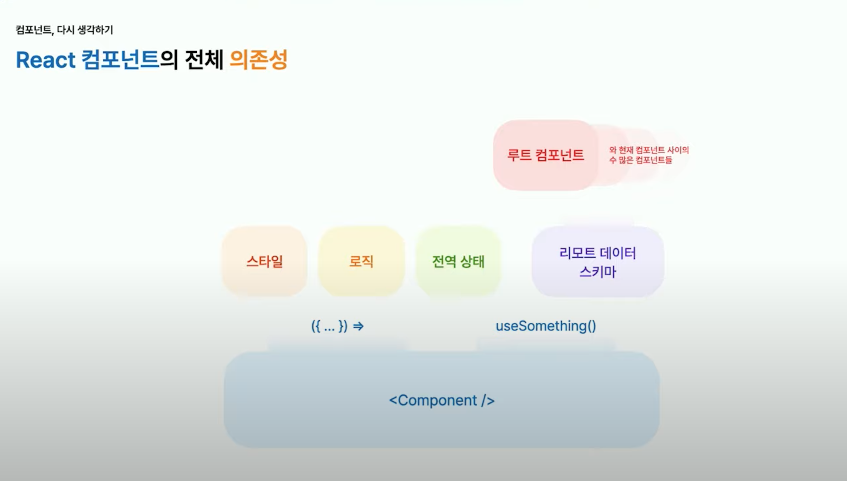 컴포넌트, 다시 생각하기
React 컴포넌트의 전체 의존성
루트 컴포넌트
와 현재 컴포넌트 사이의
수 많은 컴포넌트들
스타일
로직
전역 상태
리모트 데이터
스키마
({ ... }) ⇒
useSomething()
<Component />